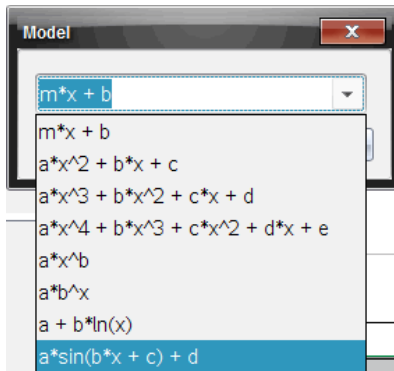 Model
m*x + b
m*x + b
a*x^2 + b*x + c
a*x^3 + b*x^2 + c*x + d
a*x^4 + b*x^3 + c*x^2 + d*x + e
a*x^b
a*b^x
a + b*ln(x)
a*sin(b*x + c) + d